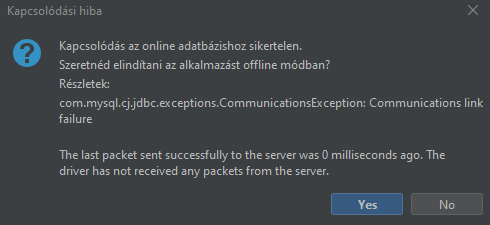 Kapcsolódási hiba
Kapcsolódás az online adatbázishoz sikertelen.
Szeretnéd elindítani az alkalmazást offline módban?
Részletek:
com.mysql.cj.jdbc.exceptions.CommunicationsException: Communications link
failure
The last packet sent successfully to the server was 0 milliseconds ago. The
driver has not received any packets from the server.
Yes
No